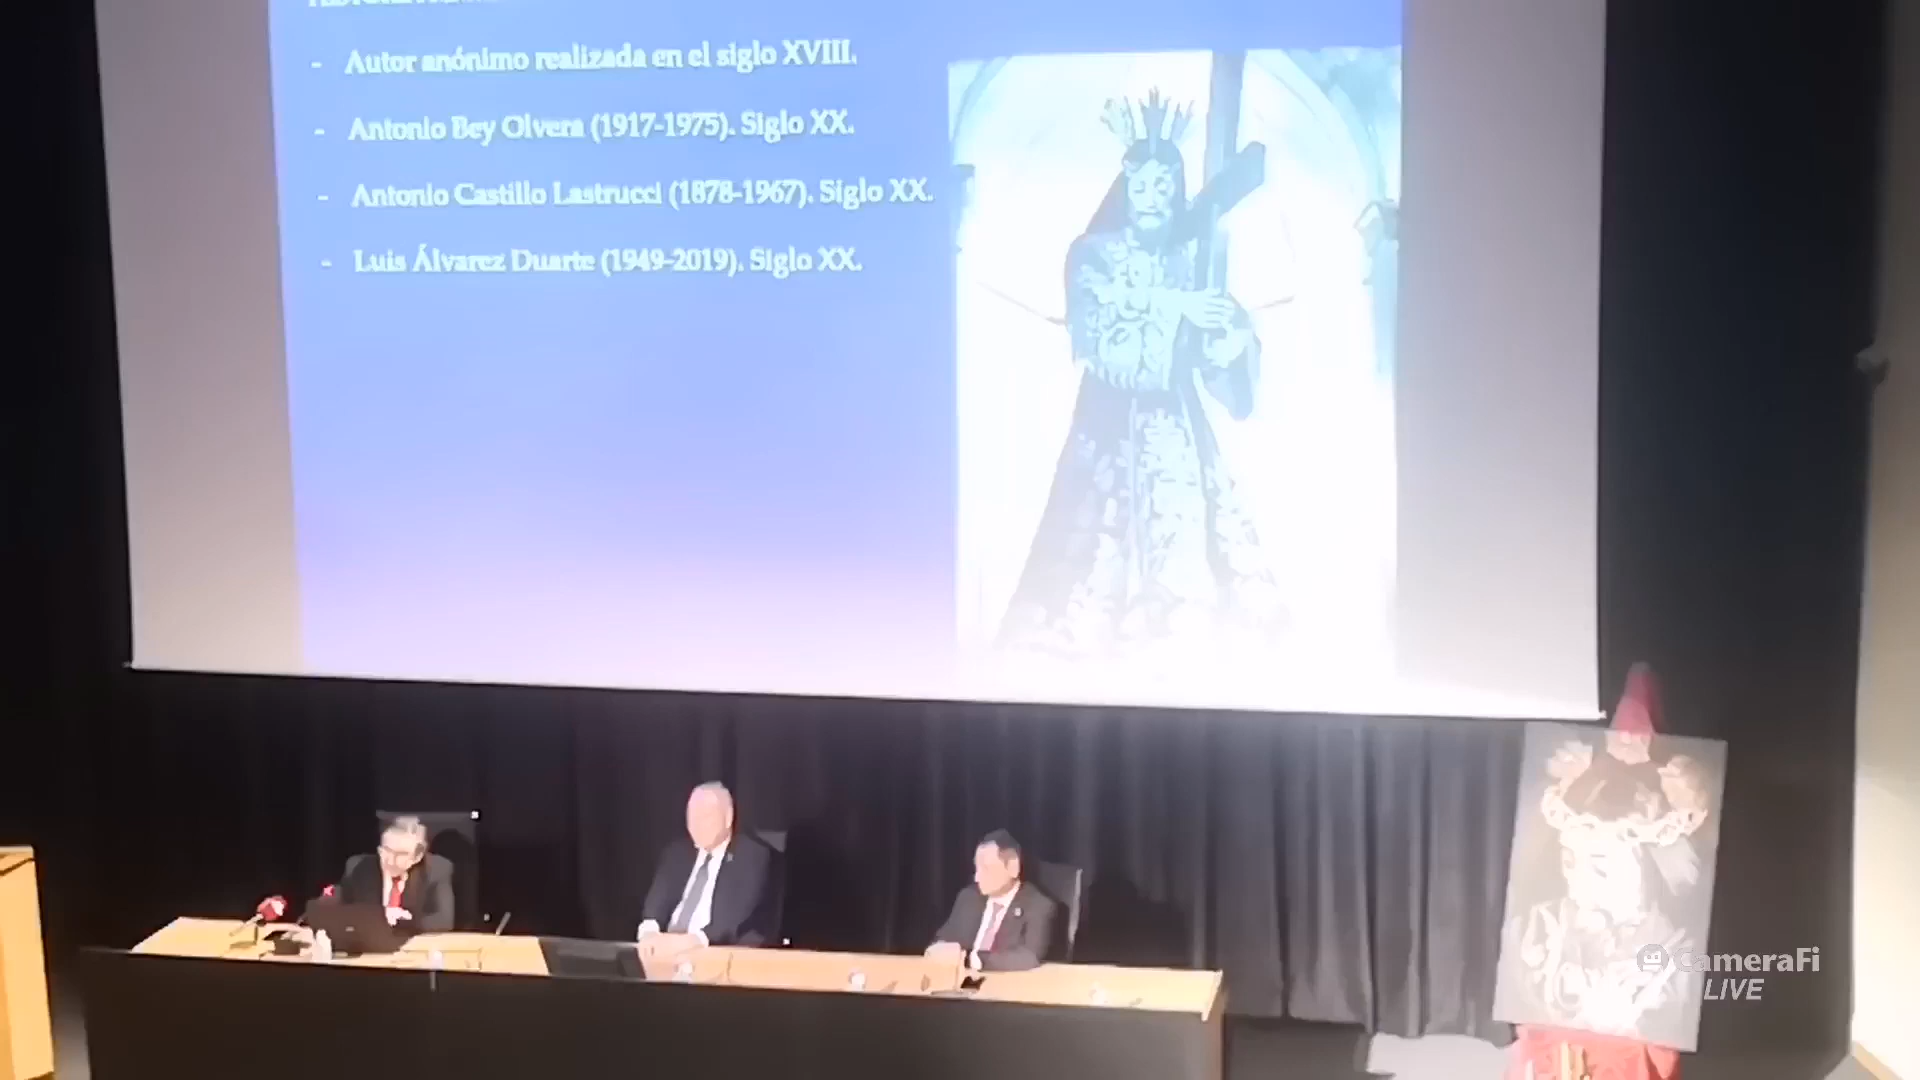 - Autor anónimo realizada en el siglo XVIII.
- Antonio Bey Olvera (1917-1975). Siglo XX.
- Antonio Castillo Lastrucci (1878-1967). Siglo XX.
- Luis Álvarez Duarte (1949-2019). Siglo XX.
CameraFi
LIVE